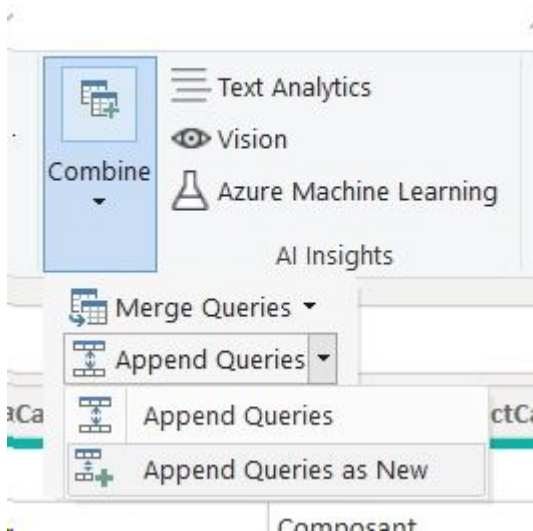 Text Analytics
Vision
Combine
Azure Machine Learning
AI Insights
Merge Queries
Append Queries
Append Queries
Append Queries as New
Composant